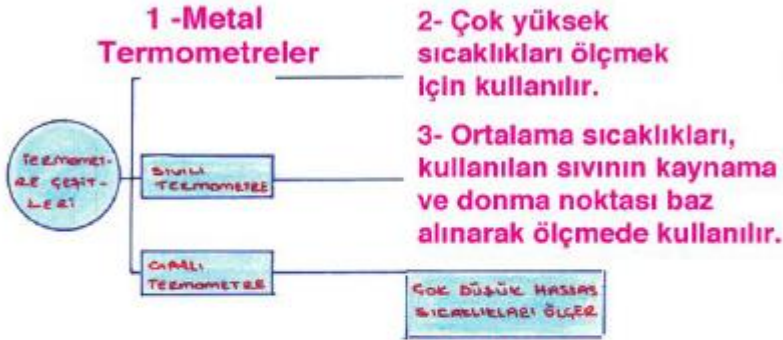 1 -Metal
Termometreler
2- Çok yüksek
sıcaklıkları ölçmek
için kullanılır.
3- Ortalama sıcaklıkları,
kullanılan sıvının kaynama
ve donma noktası baz
alınarak ölçmede kullanılır.
TERMOMET-
RE ÇEŞİT-
LERİ
SIVILI
TERMOMETRE
TERMOMETRE
ÇOK DÜŞÜK HASSAS
SICAKLIKLARI ÖLÇER